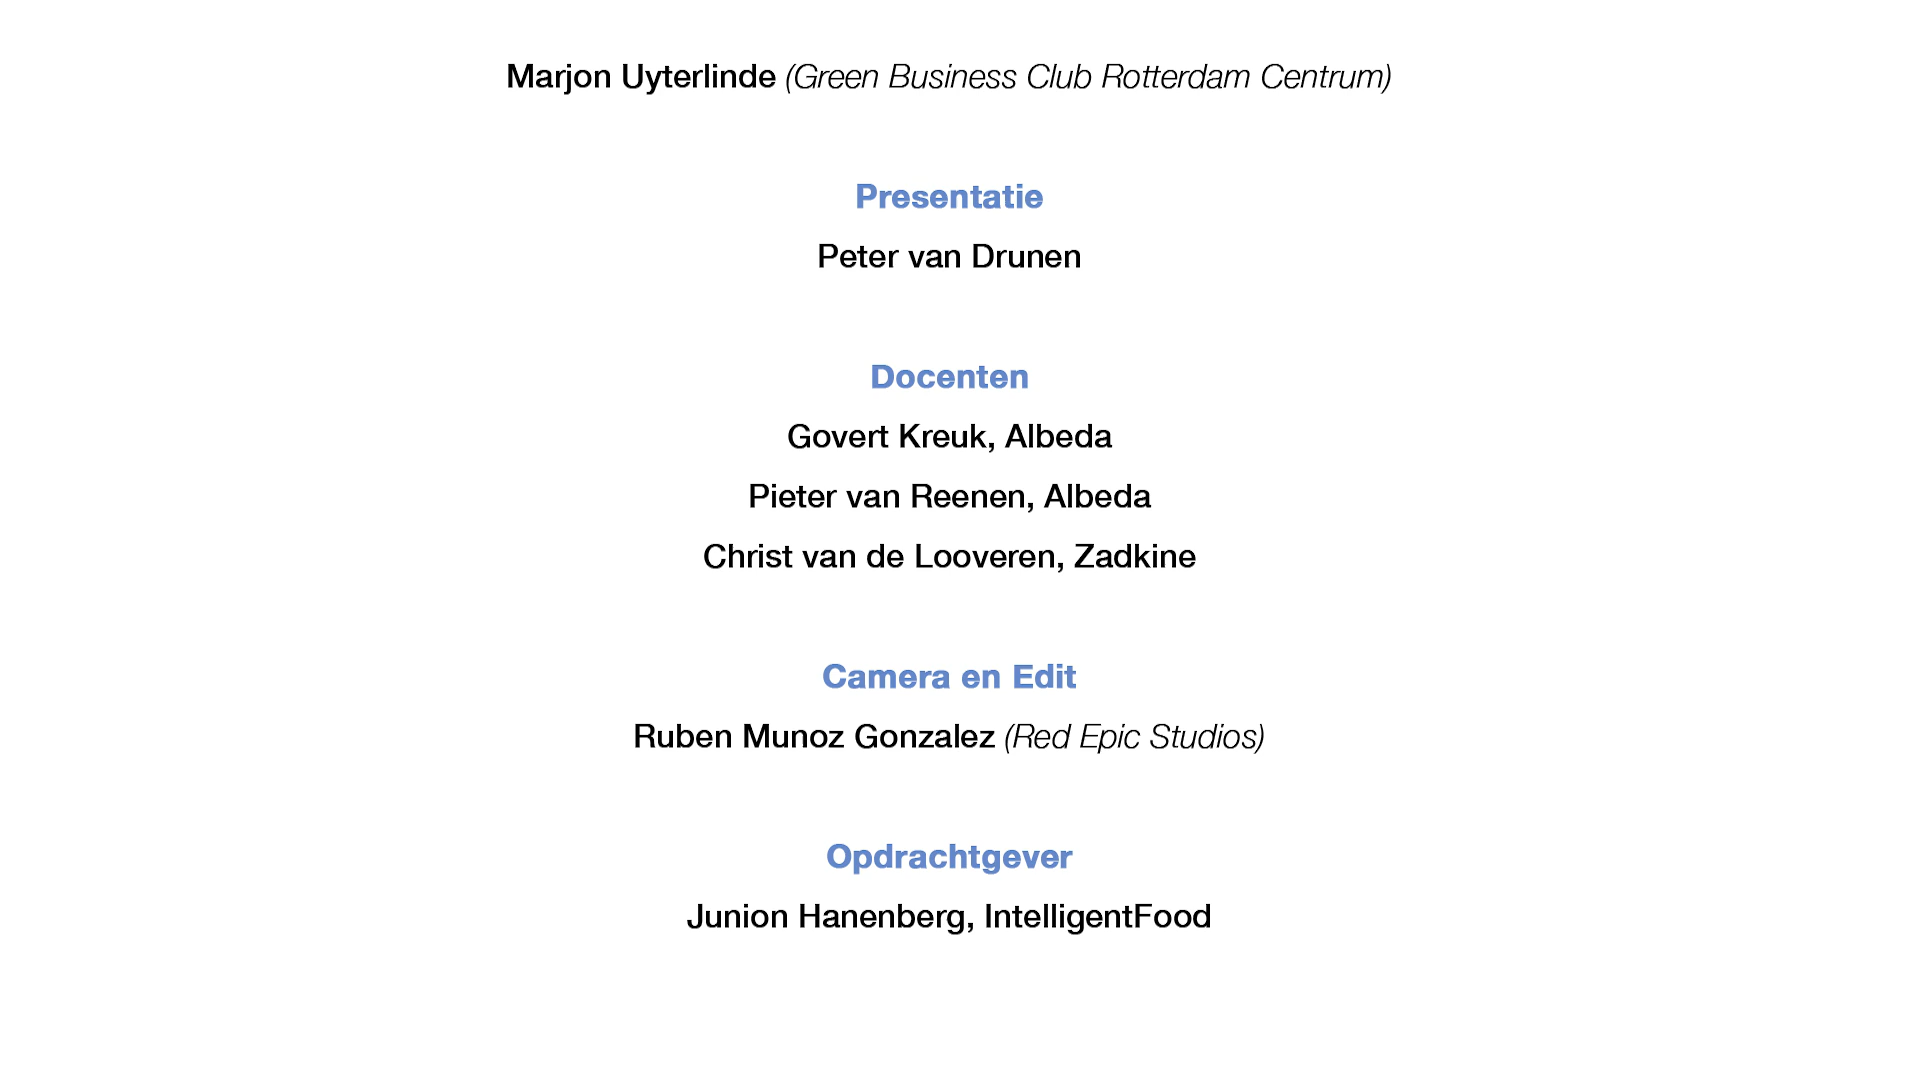 Marjon Uyterlinde (Green Business Club Rotterdam Centrum)
Presentatie
Peter van Drunen
Docenten
Govert Kreuk, Albeda
Pieter van Reenen, Albeda
Christ van de Looveren, Zadkine
Camera en Edit
Ruben Munoz Gonzalez (Red Epic Studios)
Opdrachtgever
Junion Hanenberg, IntelligentFood